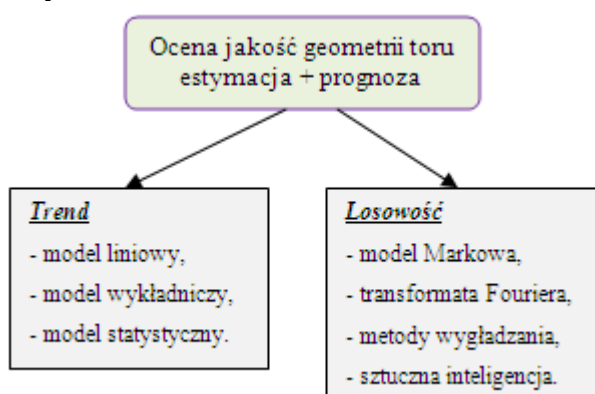 Ocena jakość geometrii toru
estymacja + prognoza
Trend
- model liniowy,
- model wykładniczy,
- model statystyczny.
Losowość
- model Markowa,
- transformata Fouriera,
- metody wygładzania,
- sztuczna inteligencja.